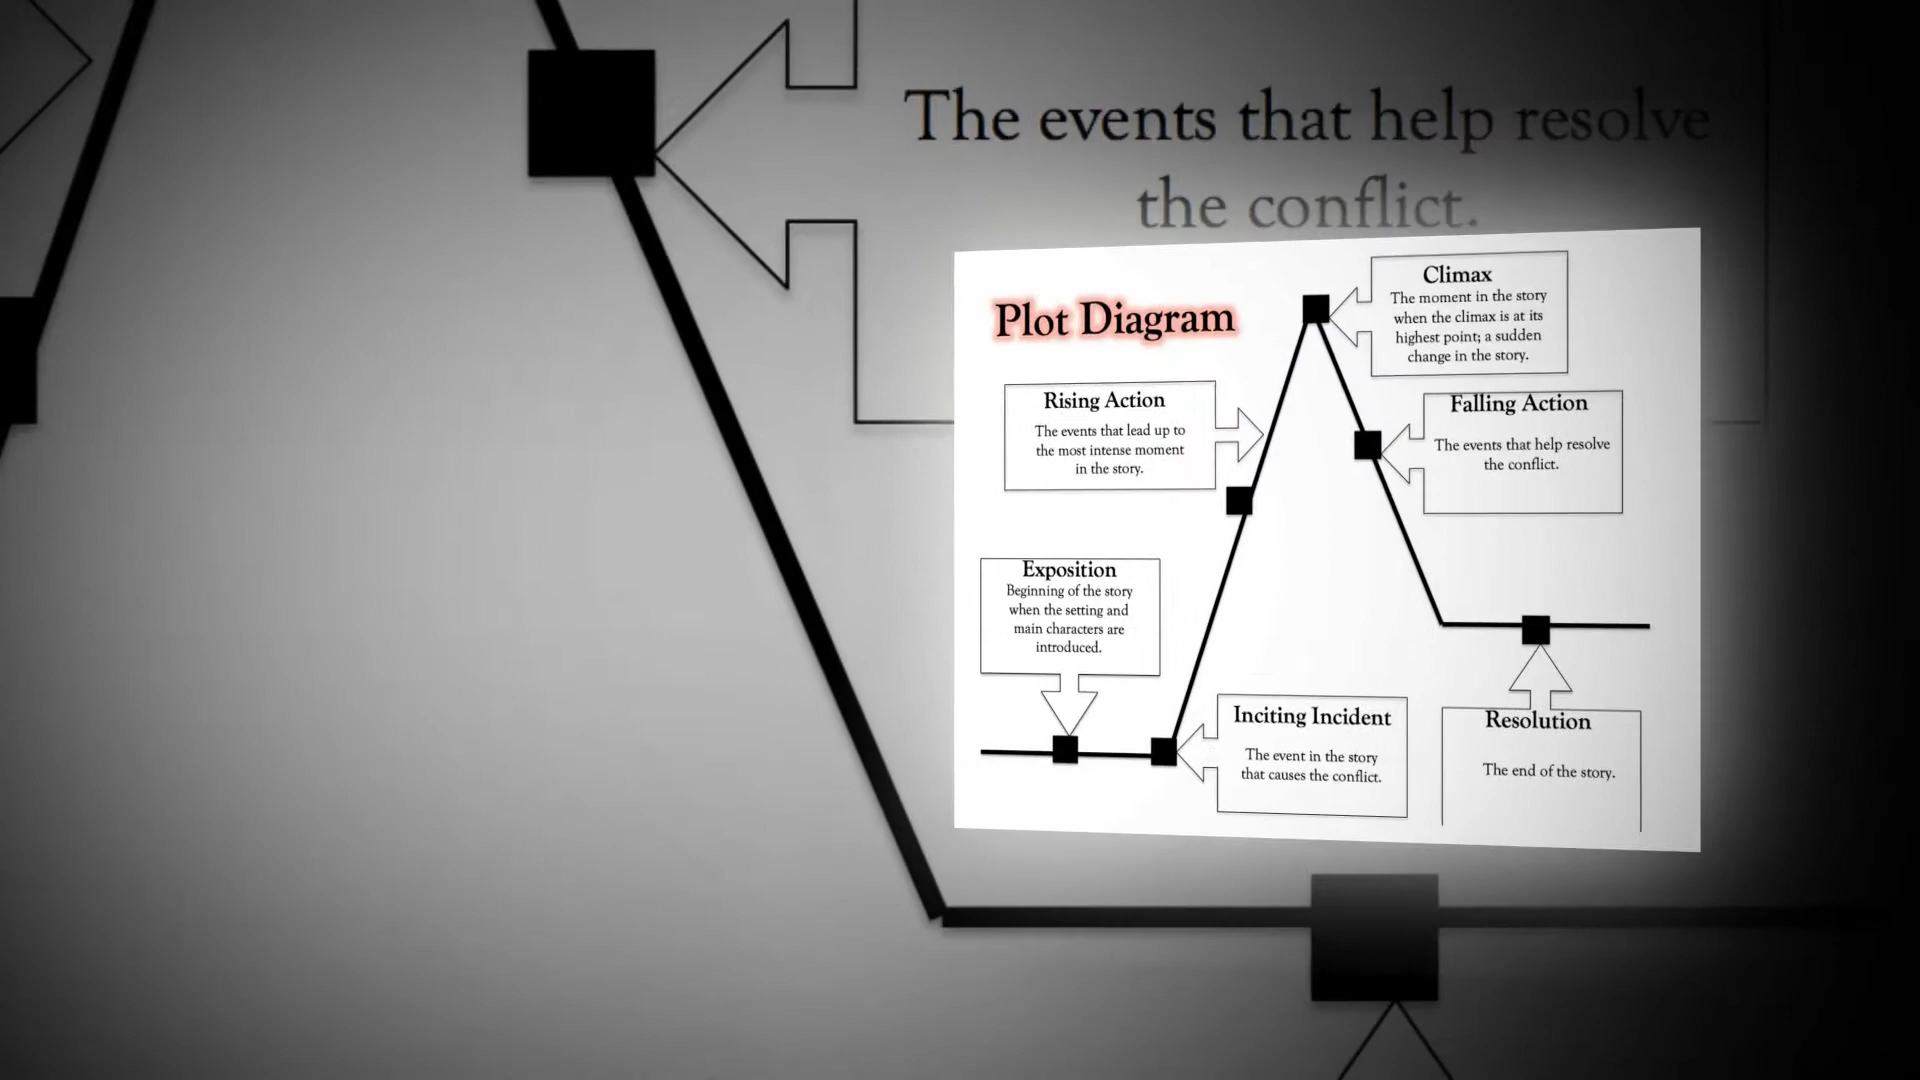 The events that help resolve
the conflict.
Plot Diagram
Climax
The moment in the story
when the climax is at its
highest point; a sudden
change in the story.
Rising Action
The events that lead up to
the most intense moment
in the story.
Falling Action
The events that help resolve
the conflict.
Exposition
Beginning of the story
when the setting and
main characters are
introduced.
Inciting Incident
The event in the story
that causes the conflict.
Resolution
The end of the story.